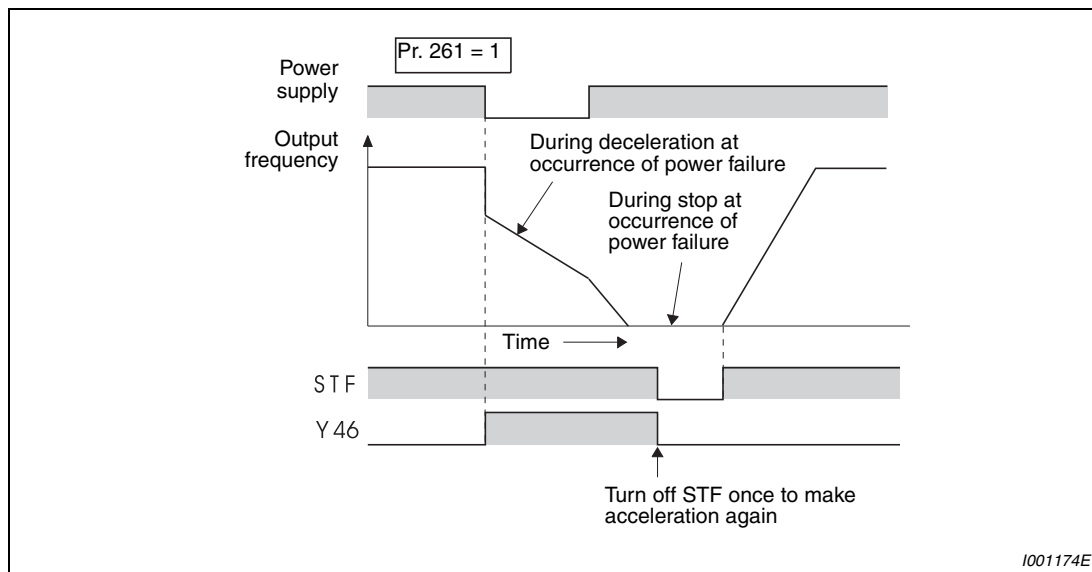 Pr. 261 = 1
Power
supply
Output
frequency
During deceleration at
occurrence of power failure
During stop at
occurrence of
power failure
Time
STF
Y46
Turn off STF once to make
acceleration again
I001174E